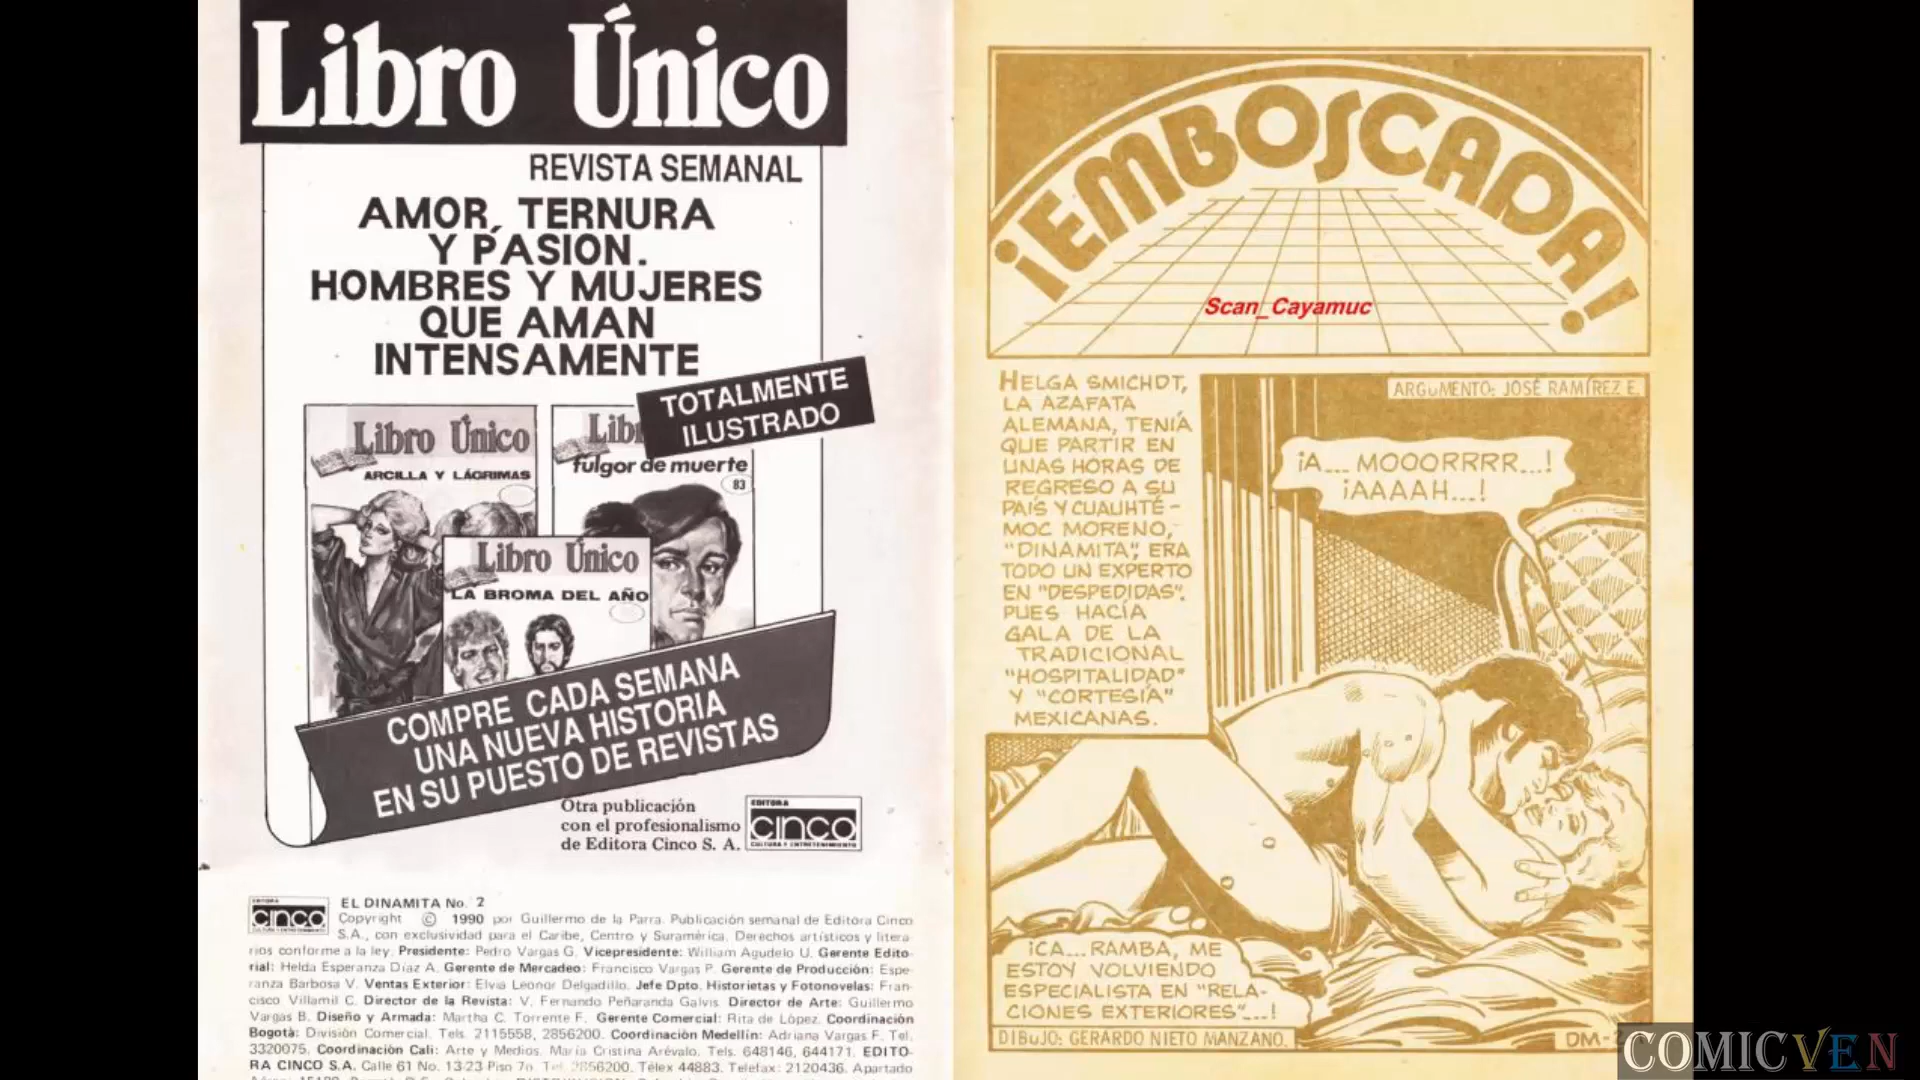 Libro Único
REVISTA SEMANAL
AMOR, TERNURA
Y PASION.
HOMBRES Y MUJERES
QUE AMAN
INTENSAMENTE
TOTALMENTE
ILUSTRADO
Libro Único
ARCILLA Y LÁGRIMAS
fulgor de muerte
83
Libro Único
LA BROMA DEL AÑO
COMPRE CADA SEMANA
UNA NUEVA HISTORIA
EN SU PUESTO DE REVISTAS
Otra publicación
con el profesionalismo
de Editora Cinco S. A.
EDITORA
CINCO
CULTURA Y ENTRETENIMIENTO
EDITORA
CINCO
EL DINAMITA No. 2
Copyright © 1990 por Guillermo de la Parra. Publicación semanal de Editora Cinco
S.A., con exclusividad para el Caribe, Centro y Suramérica. Derechos artísticos y litera-
rios conforme a la ley. Presidente: Pedro Vargas G. Vicepresidente: William Agudelo U. Gerente Edito-
rial: Helda Esperanza Díaz A. Gerente de Mercadeo: Francisco Vargas P. Gerente de Producción: Espe-
ranza Barbosa V. Ventas Exterior: Elvia Leonor Delgadillo. Jefe Dpto. Historietas y Fotonovelas: Fran-
cisco Villamil C. Director de la Revista: V. Fernando Peñaranda Galvis. Director de Arte: Guillermo
Vargas B. Diseño y Armada: Martha C. Torrente F. Gerente Comercial: Rita de López. Coordinación
Bogotá: División Comercial. Tels. 2115558, 2856200. Coordinación Medellín: Adriana Vargas F. Tel.
3320075. Coordinación Cali: Arte y Medios. María Cristina Arévalo. Tels. 648146, 644171. EDITO-
RA CINCO S.A. Calle 61 No. 13-23 Piso 7o. Tel. 2856200. Télex 44883. Telefax: 2120436. Apartado
¡EMBOSCADA!
Scan_Cayamuc
HELGA SMICHDT,
LA AZAFATA
ALEMANA, TENÍA
QUE PARTIR EN
UNAS HORAS DE
REGRESO A SU
PAÍS Y CUAUHTÉ-
MOC MORENO,
"DINAMITA", ERA
TODO UN EXPERTO
EN "DESPEDIDAS",
PUES HACÍA
GALA DE LA
TRADICIONAL
"HOSPITALIDAD"
Y "CORTESÍA"
MEXICANAS.
ARGUMENTO: JOSÉ RAMÍREZ E.
¡A... MOOORRRR...!
¡AAAAH...!
¡CA...RAMBA, ME
ESTOY VOLVIENDO
ESPECIALISTA EN "RELA-
CIONES EXTERIORES"...!
DIBUJO: GERARDO NIETO MANZANO.
DM-2
COMICVEN